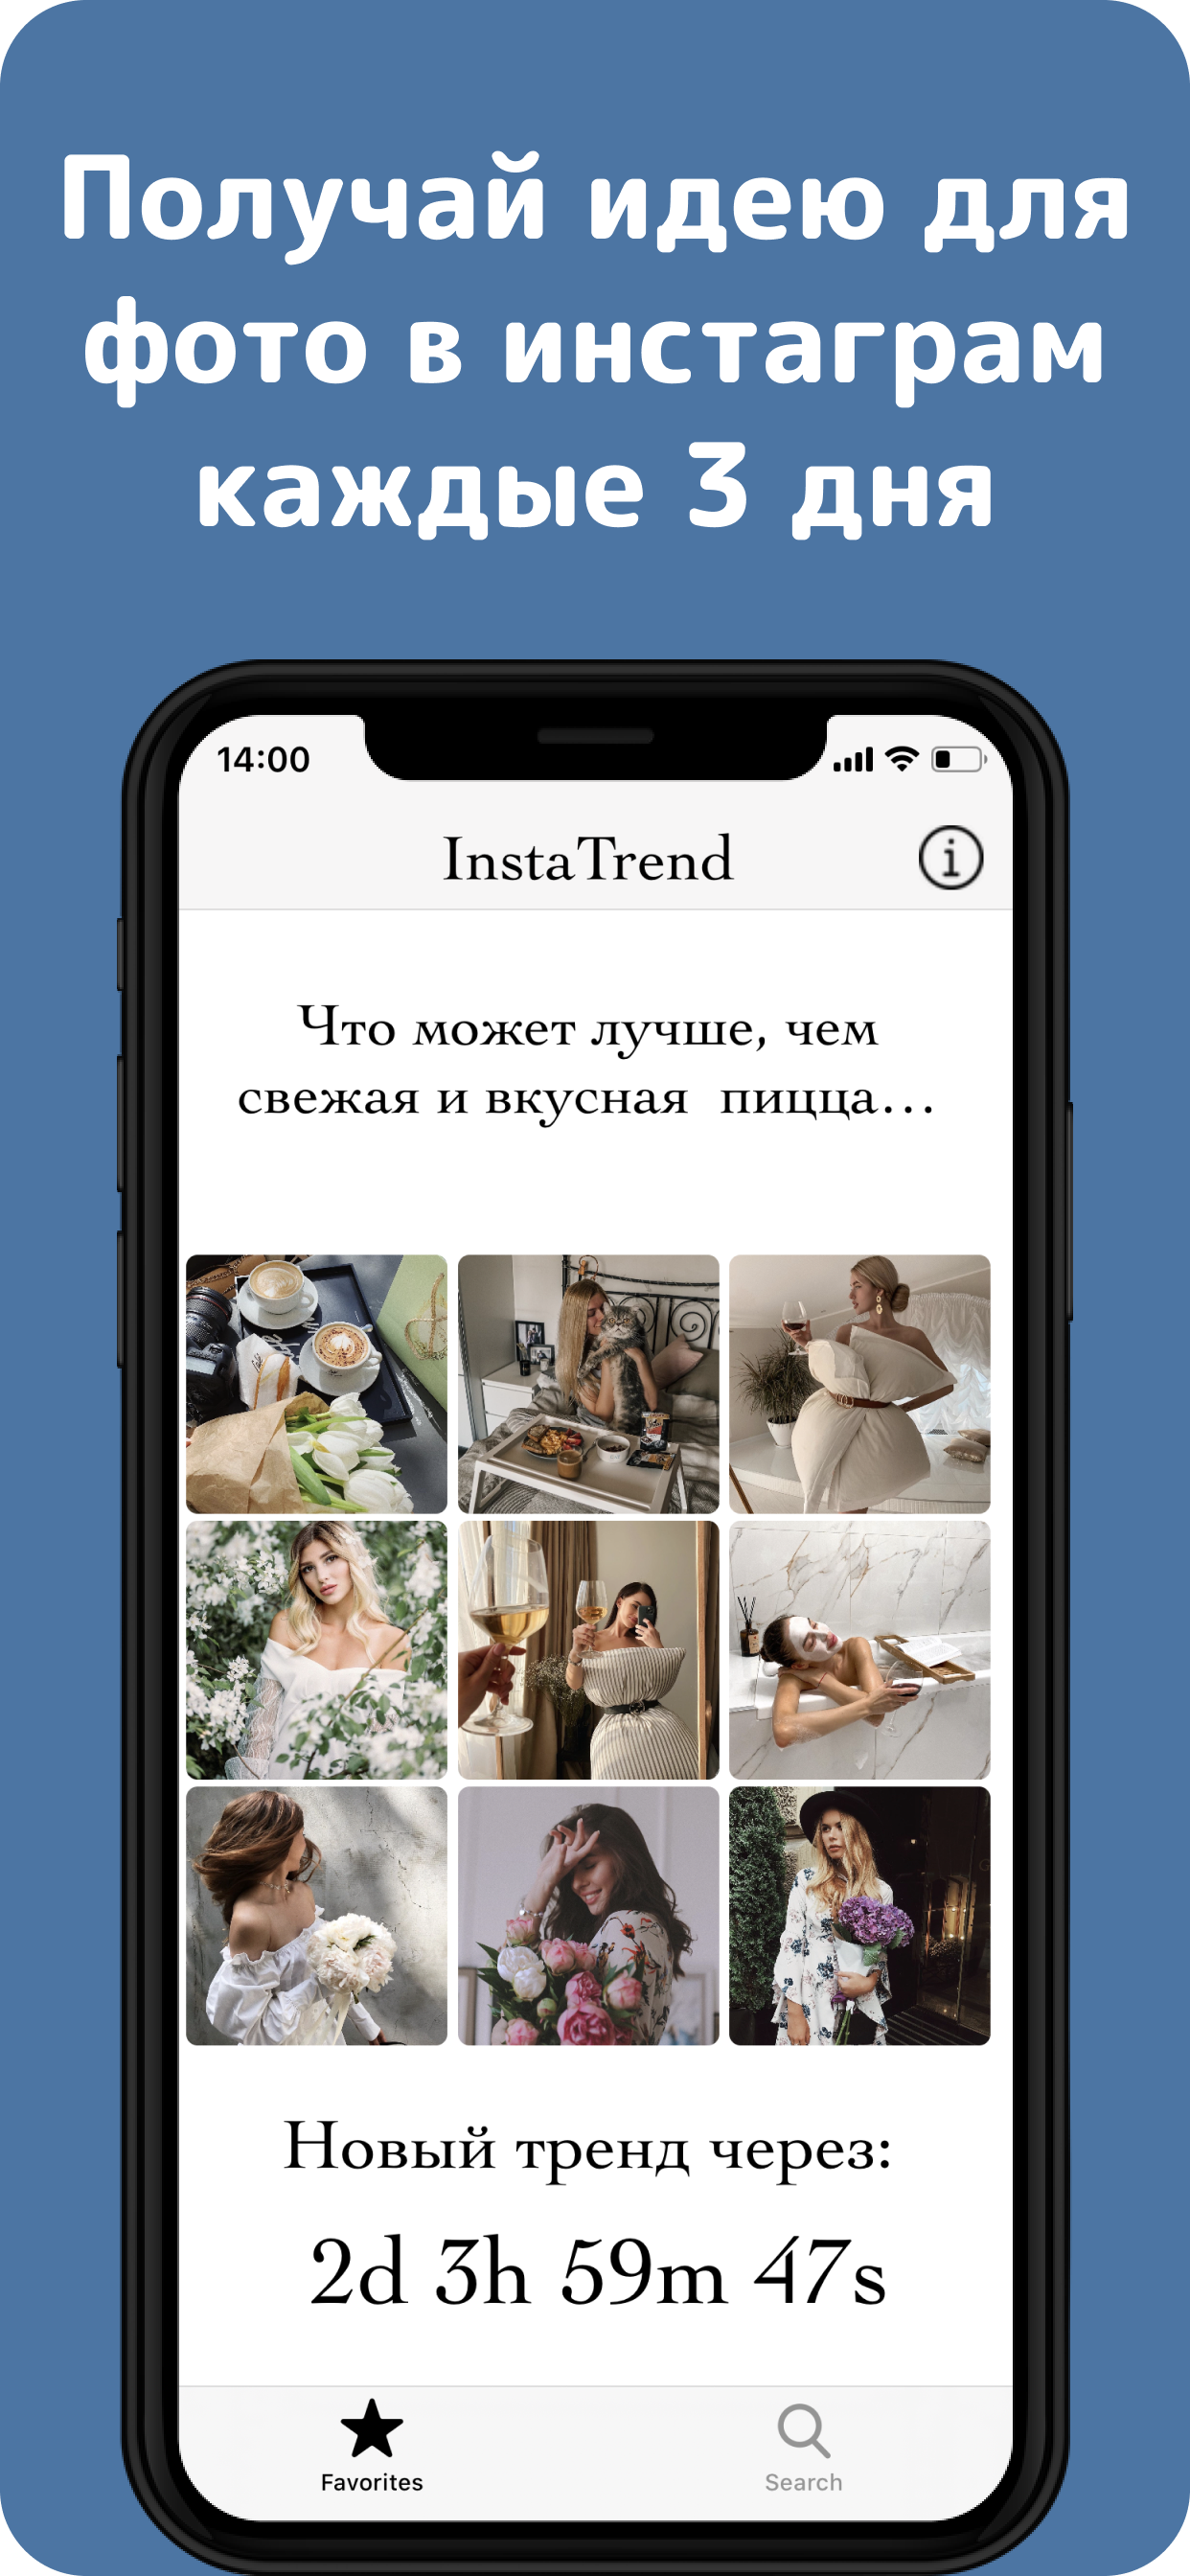 Получай идею для
фото в инстаграм
каждые 3 дня
14:00
InstaTrend
Что может лучше, чем
свежая и вкусная  пицца...
Новый тренд через:
2d 3h 59m 47s
Favorites
Search